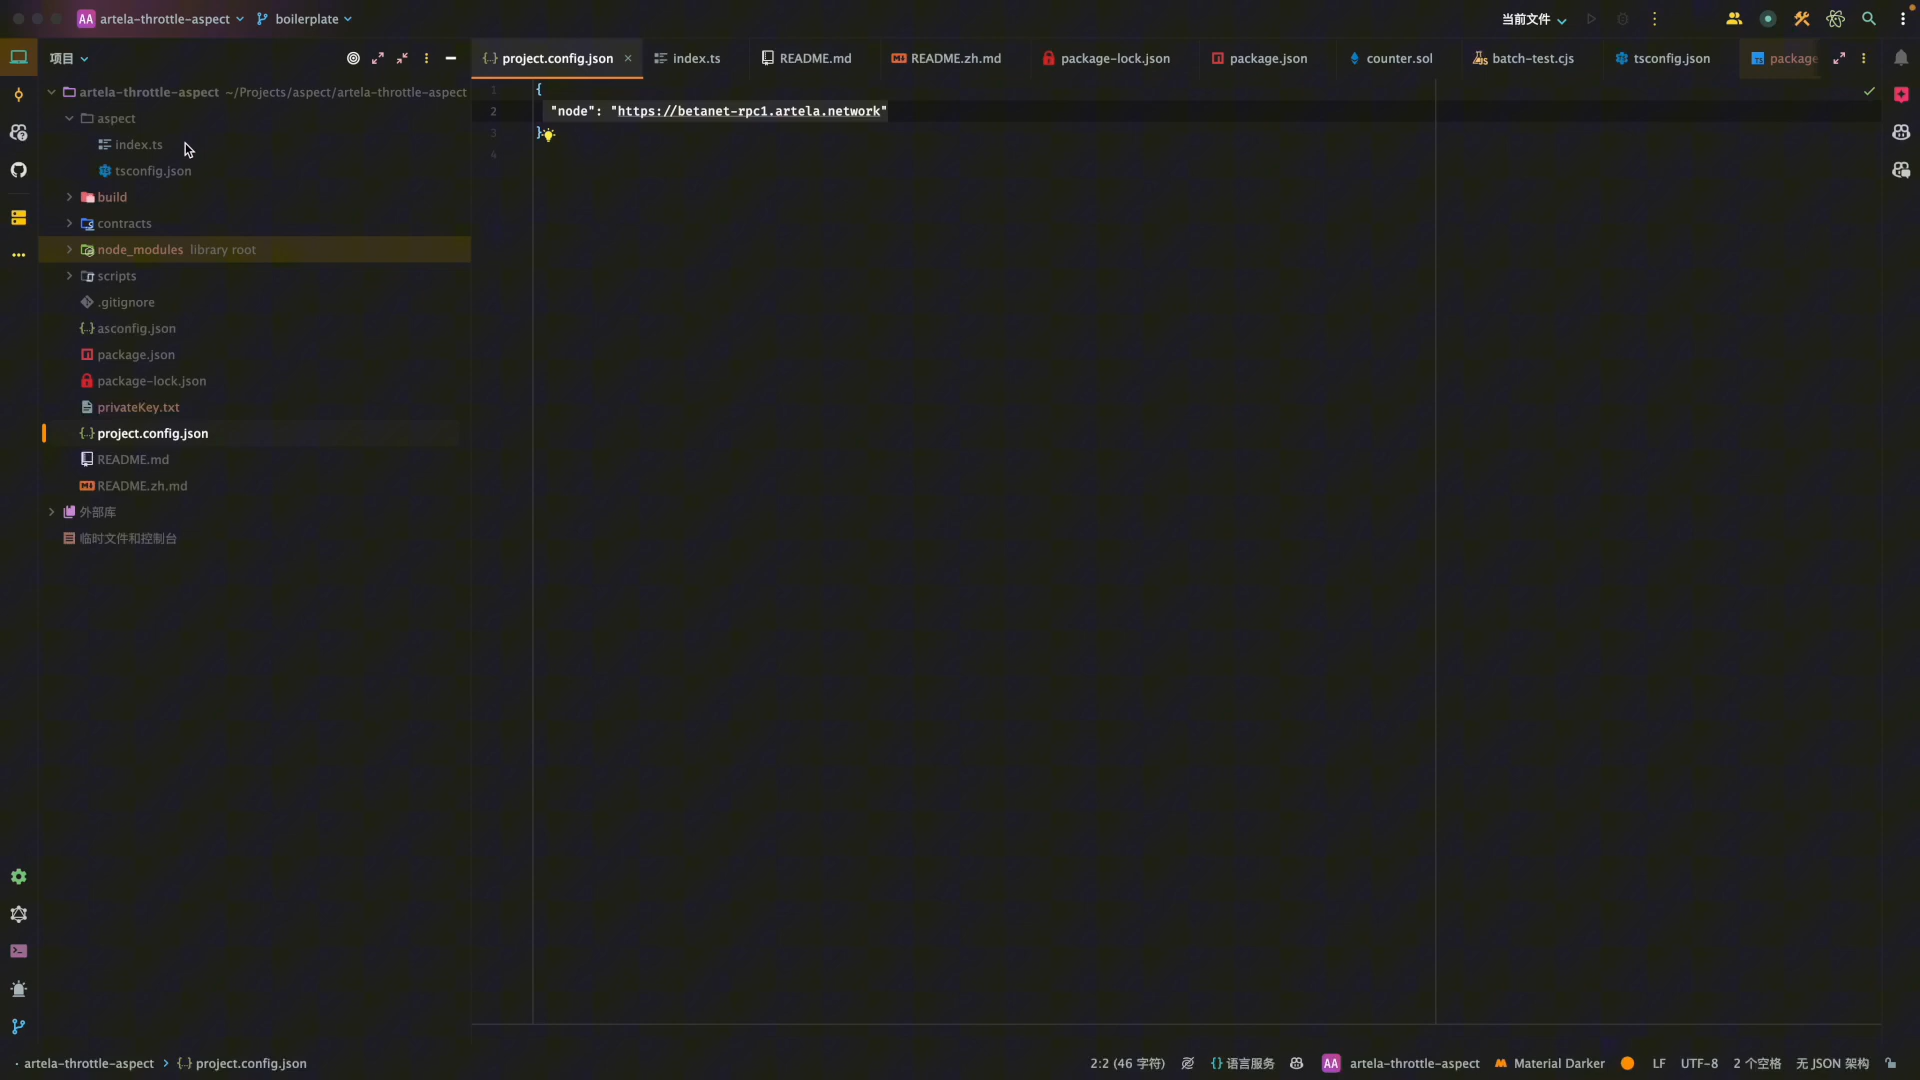 AA artela-throttle-aspect boilerplate 当前文件
项目
project.config.json index.ts README.md README.zh.md package-lock.json package.json counter.sol batch-test.cjs tsconfig.json package
artela-throttle-aspect ~/Projects/aspect/artela-throttle-aspect
aspect
index.ts
tsconfig.json
build
contracts
node_modules library root
scripts
.gitignore
asconfig.json
package.json
package-lock.json
privateKey.txt
project.config.json
README.md
README.zh.md
外部库
临时文件和控制台
1 {
2 "node": "https://betanet-rpc1.artela.network"
3 }
4
artela-throttle-aspect project.config.json 2:2 (46 字符) 语言服务 AA artela-throttle-aspect Material Darker LF UTF-8 2 个空格 无 JSON 架构